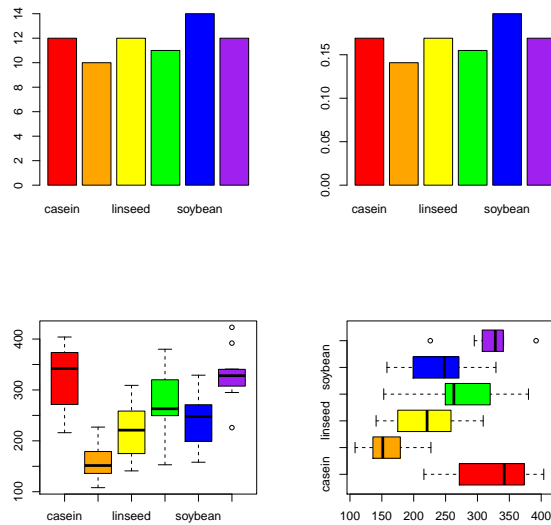 0 2 4 6 8 10 12 14
casein linseed soybean
0.00 0.05 0.10 0.15
casein linseed soybean
100 200 300 400
casein linseed soybean
casein linseed soybean
100 150 200 250 300 350 400